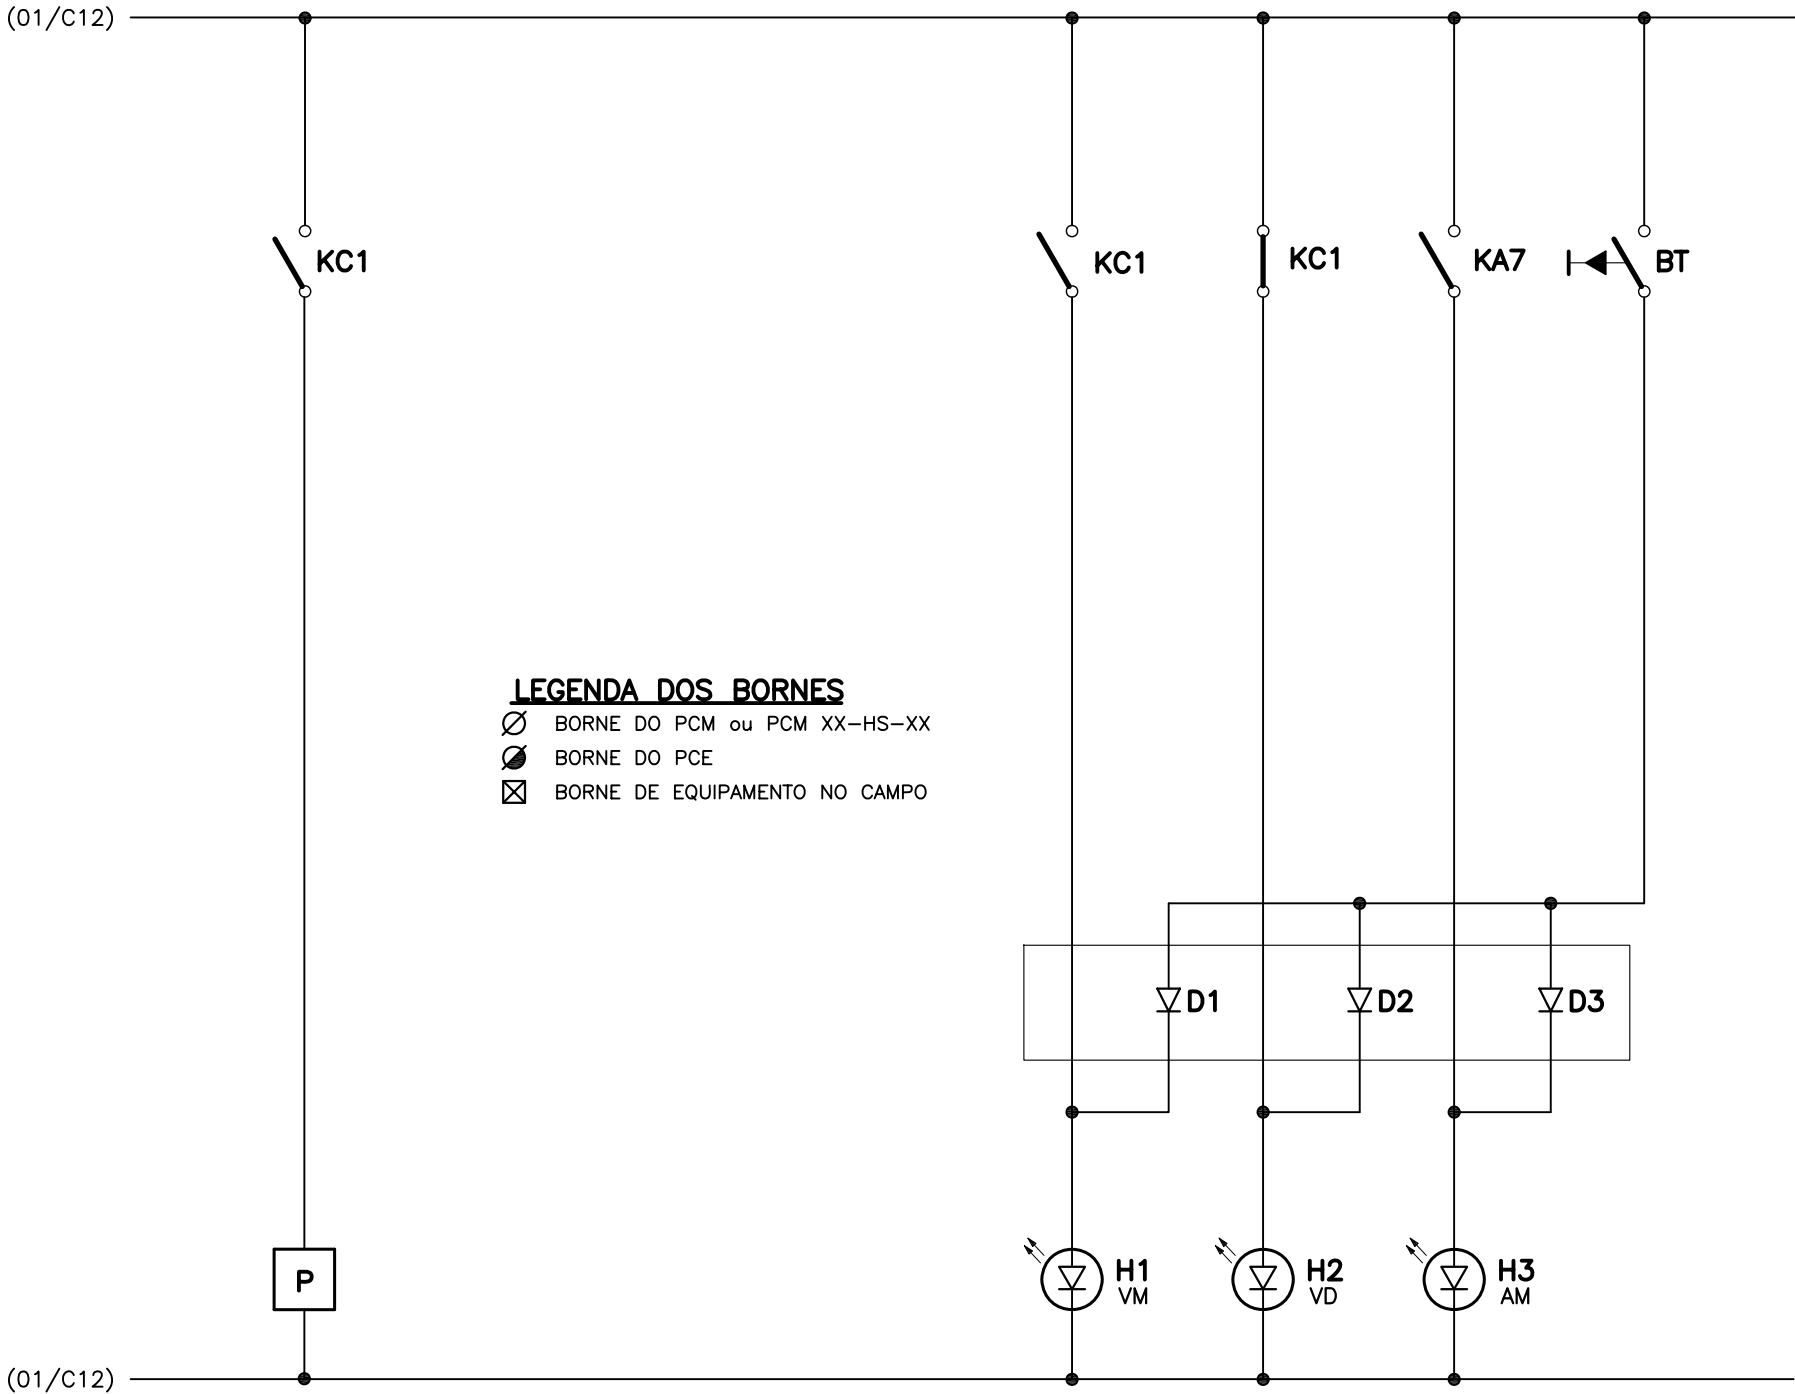 (01/C12)
KC1
KC1
KC1
KA7
BT
LEGENDA DOS BORNES
BORNE DO PCM ou PCM XX-HS-XX
BORNE DO PCE
BORNE DE EQUIPAMENTO NO CAMPO
D1
D2
D3
P
H1
VM
H2
VD
H3
AM
(01/C12)